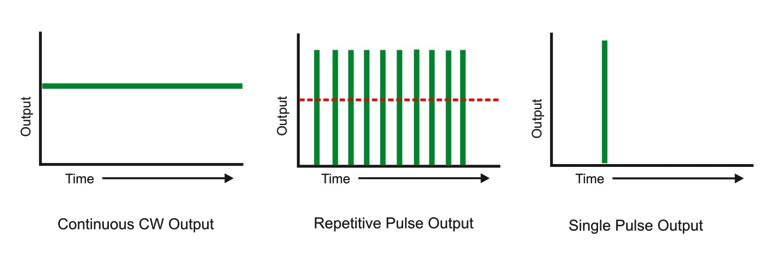 Output
Time
Continuous CW Output
Output
Time
Repetitive Pulse Output
Output
Time
Single Pulse Output